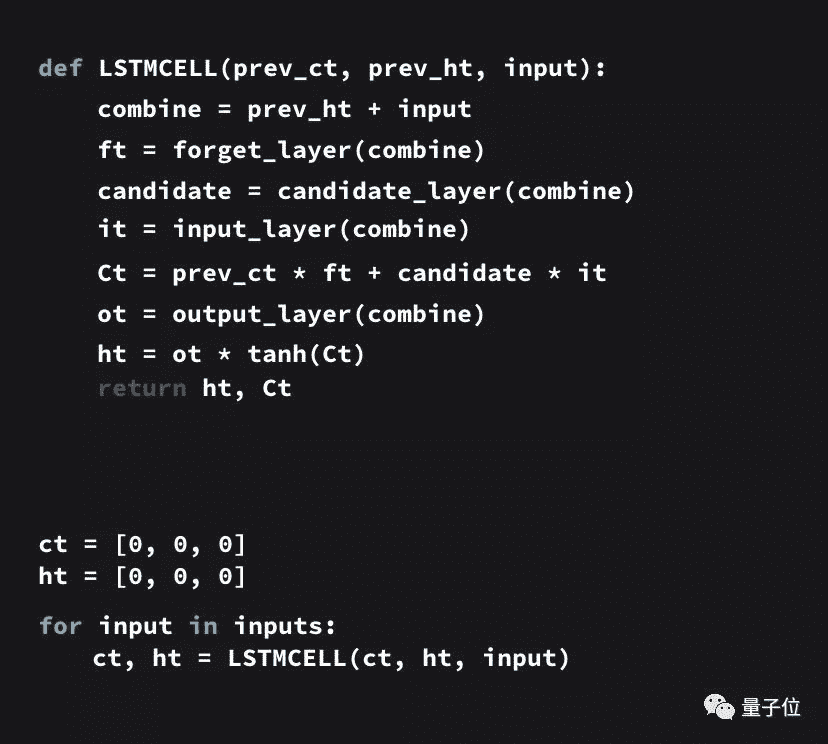 def LSTMCELL(prev_ct, prev_ht, input):
combine = prev_ht + input
ft = forget_layer(combine)
candidate = candidate_layer(combine)
it = input_layer(combine)
Ct = prev_ct * ft + candidate * it
ot = output_layer(combine)
ht = ot * tanh(Ct)
return ht, Ct
ct = [0, 0, 0]
ht = [0, 0, 0]
for input in inputs:
ct, ht = LSTMCELL(ct, ht, input)
量子位